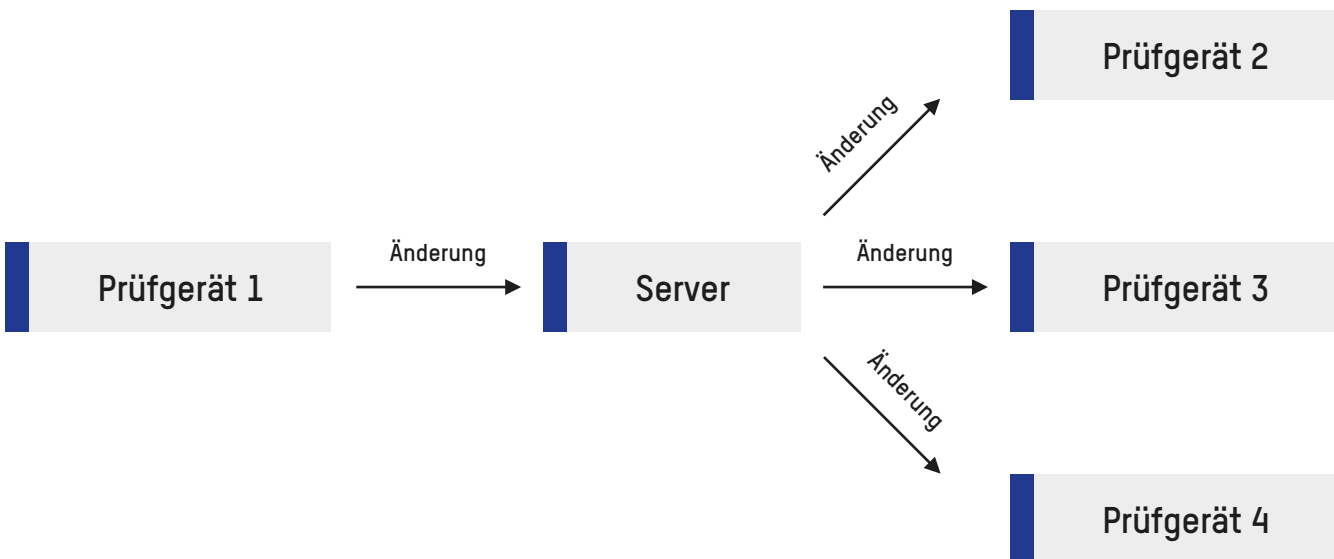 Prüfgerät 2
Änderung
Prüfgerät 1
Änderung
Server
Änderung
Prüfgerät 3
Änderung
Prüfgerät 4